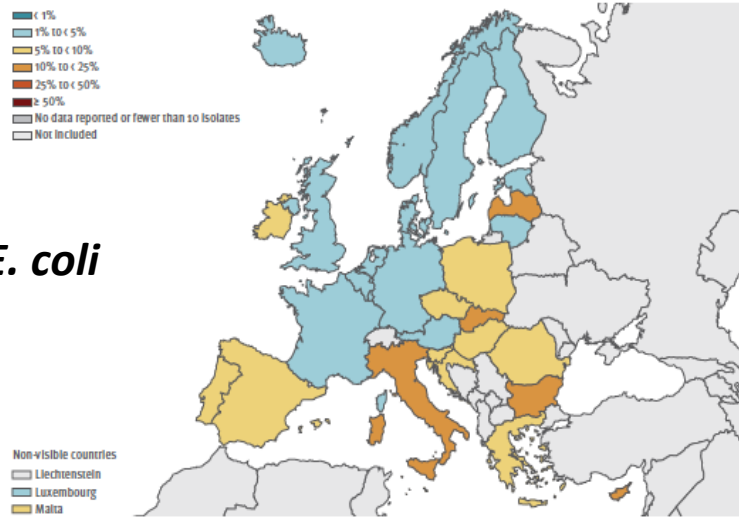 < 1%
1% to < 5%
5% to < 10%
10% to < 25%
25% to < 50%
≥ 50%
No data reported or fewer than 10 isolates
Not included
E. coli
Non-visible countries
Liechtenstein
Luxembourg
Malta